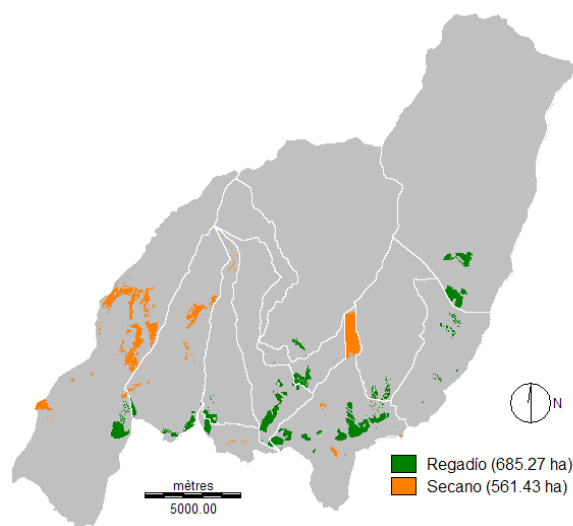 N
mètres
5000.00
Regadío (685.27 ha)
Secano (561.43 ha)